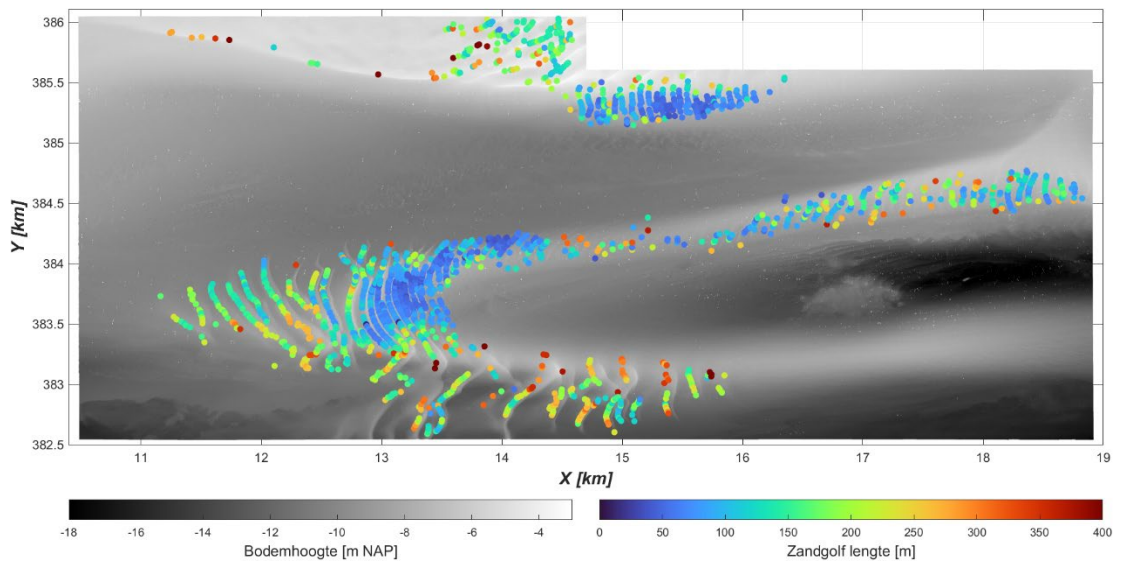 386
385.5
385
384.5
384
383.5
383
382.5
Y [km]
11 12 13 14 15 16 17 18 19
X [km]
-18 -16 -14 -12 -10 -8 -6 -4
Bodemhoogte [m NAP]
0 50 100 150 200 250 300 350 400
Zandgolf lengte [m]